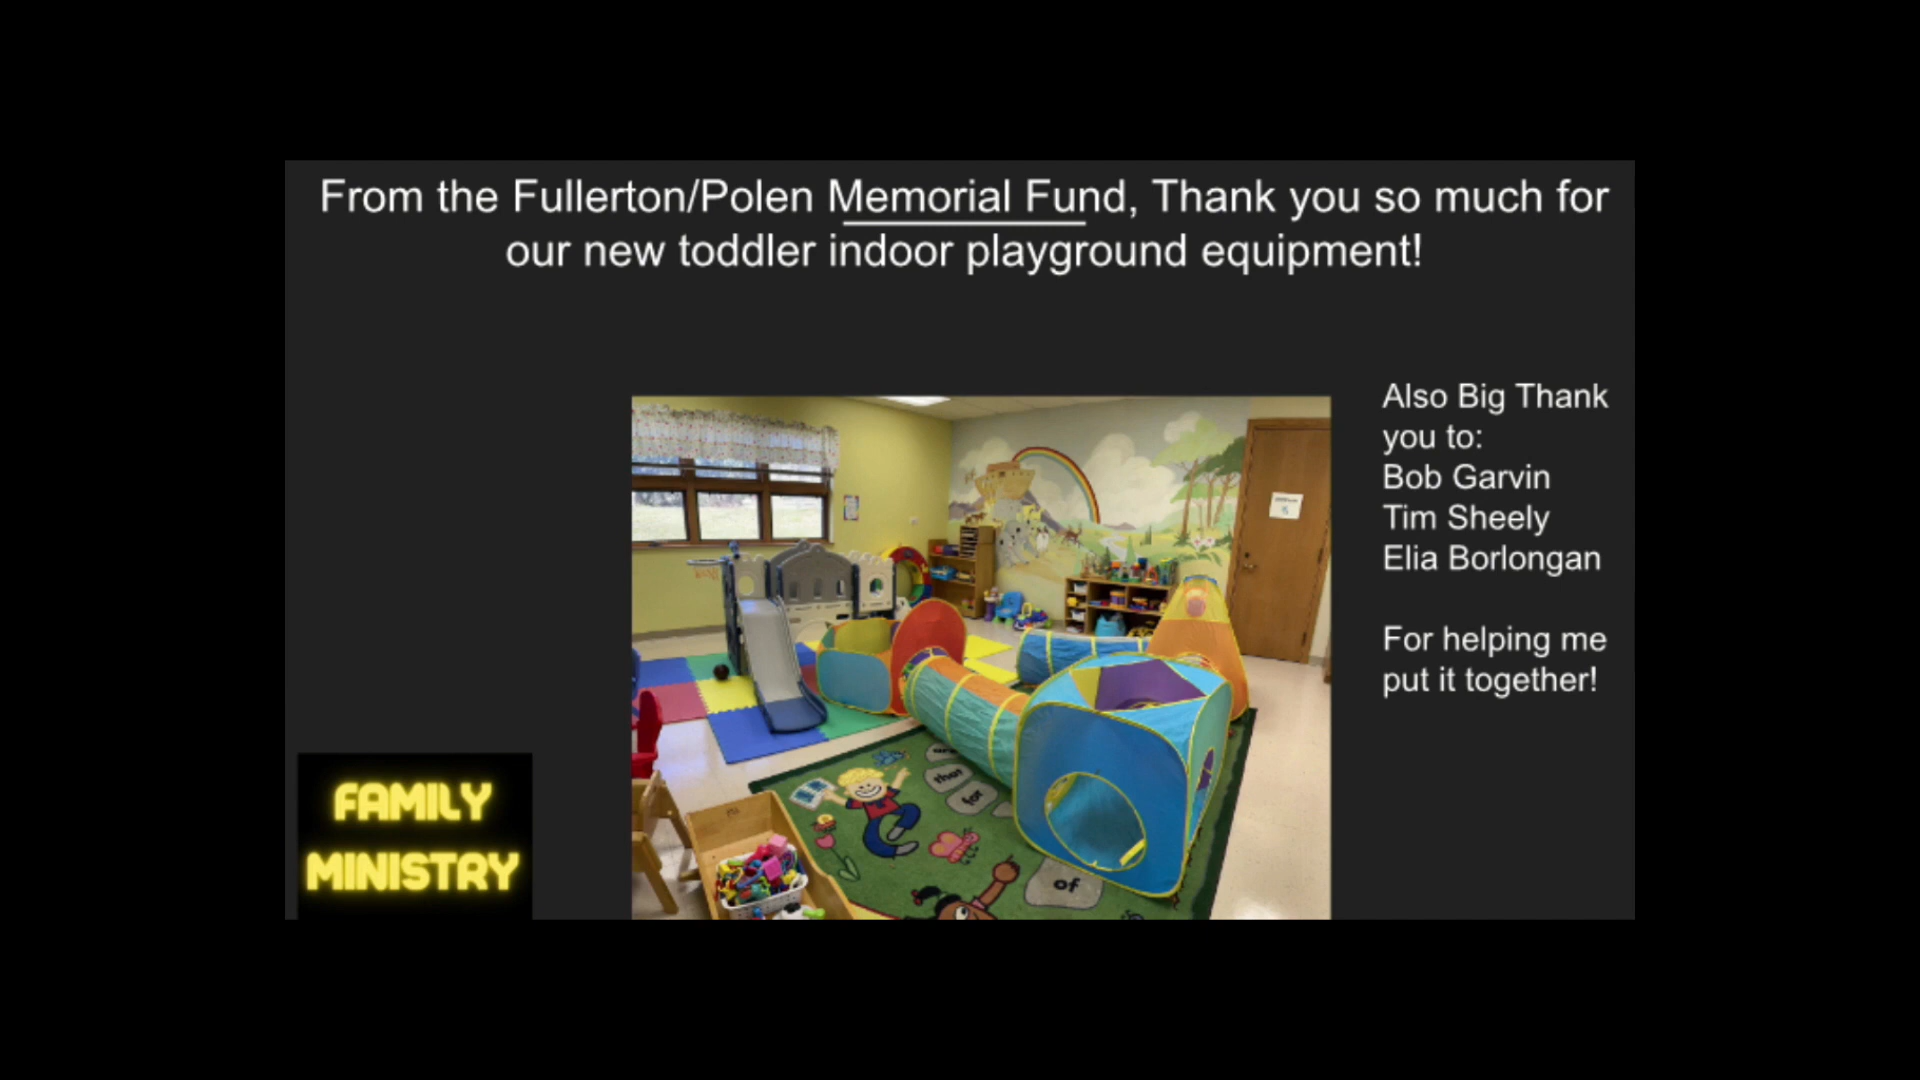 From the Fullerton/Polen Memorial Fund, Thank you so much for
our new toddler indoor playground equipment!
Also Big Thank
you to:
Bob Garvin
Tim Sheely
Elia Borlongan
For helping me
put it together!
that
for
of
FAMILY
MINISTRY